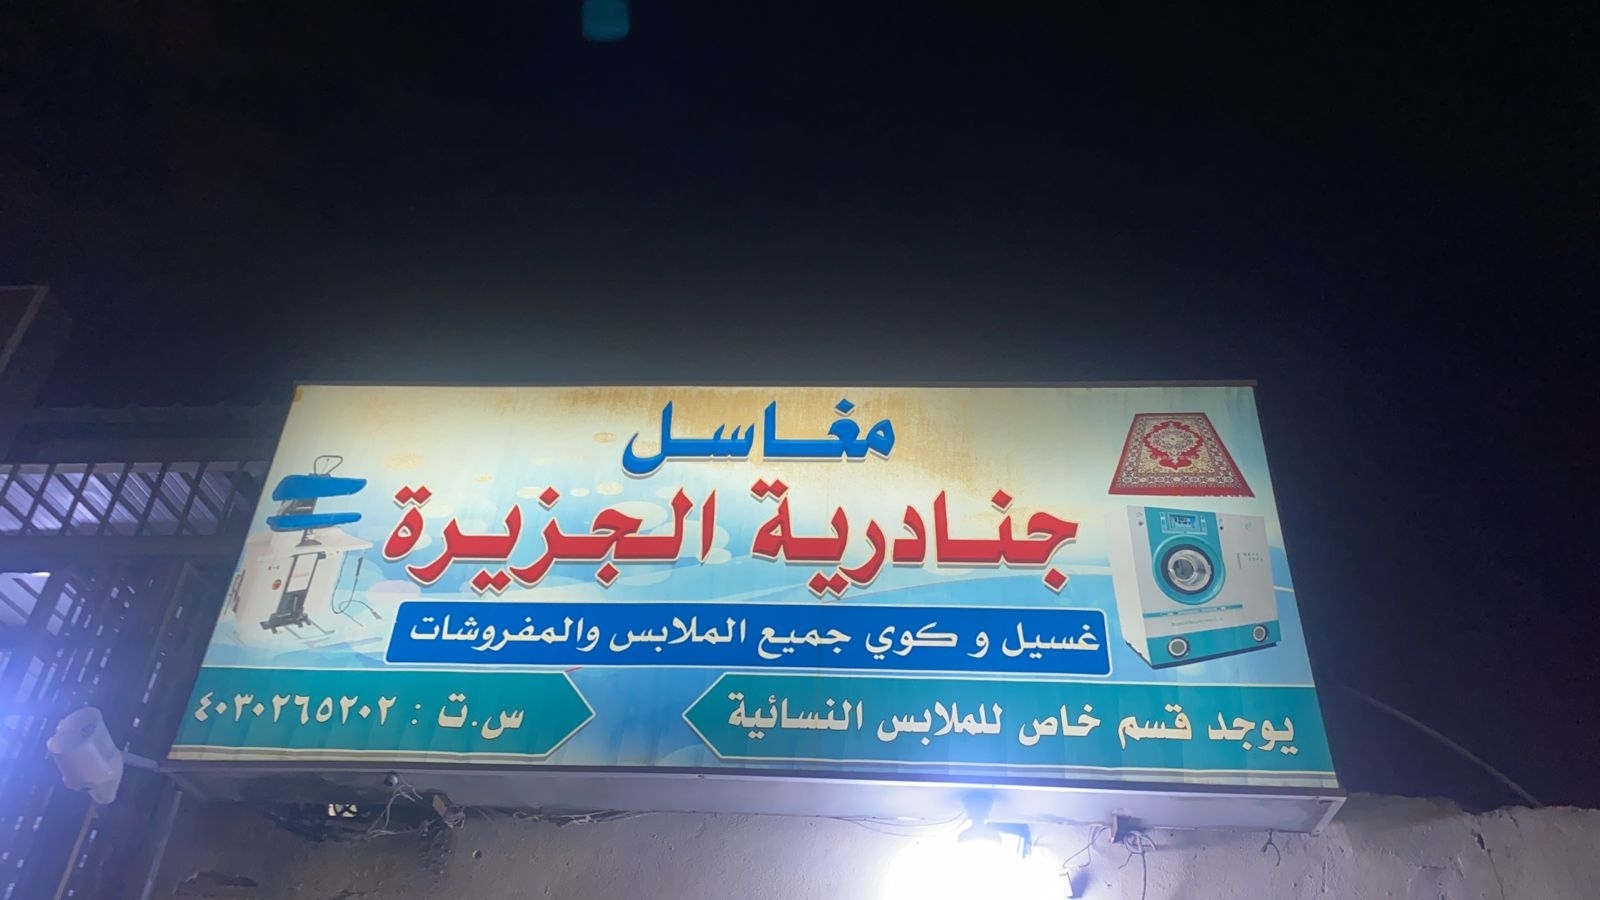 مغاسل
جنادرية الجزيرة
غسيل و كوي جميع الملابس والمفروشات
يوجد قسم خاص للملابس النسائية
س.ت : ٤٠٣٠٢٦٥٢٠٢